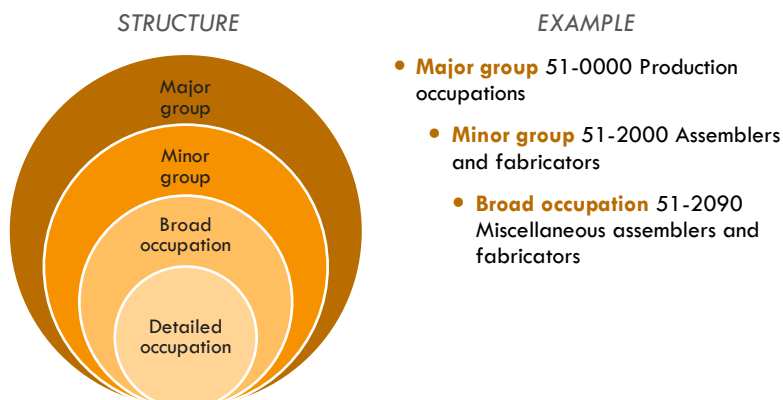 STRUCTURE
Major
group
Minor
group
Broad
occupation
Detailed
occupation
EXAMPLE
• Major group 51-0000 Production
occupations
• Minor group 51-2000 Assemblers
and fabricators
• Broad occupation 51-2090
Miscellaneous assemblers and
fabricators